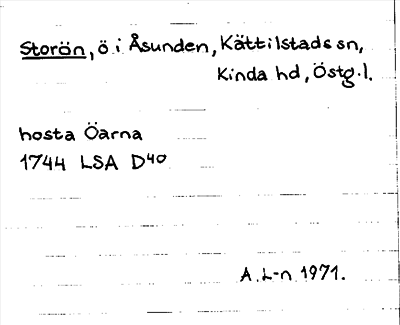 Storön, ö i Åsunden, Kättilstads sn,
Kinda hd, Östg.l.
hosta Öarna
1744 LSA D40
A. L-n 1971.